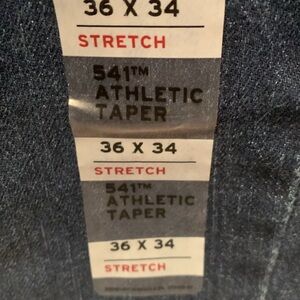 36 X 34
STRETCH
541™
ATHLETIC
TAPER
36 X 34
STRETCH
541™
ATHLETIC
TAPER
36 X 34
STRETCH